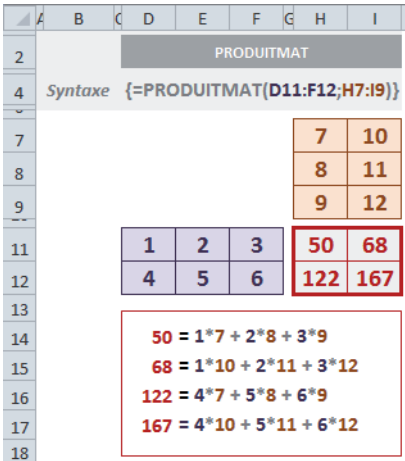 A B C D E F G H I
2 PRODUITMAT
4 Syntaxe {=PRODUITMAT(D11:F12;H7:I9)}
7 7 10
8 8 11
9 9 12
11 1 2 3 50 68
12 4 5 6 122 167
13
14 50 = 1*7 + 2*8 + 3*9
15 68 = 1*10 + 2*11 + 3*12
16 122 = 4*7 + 5*8 + 6*9
17 167 = 4*10 + 5*11 + 6*12
18